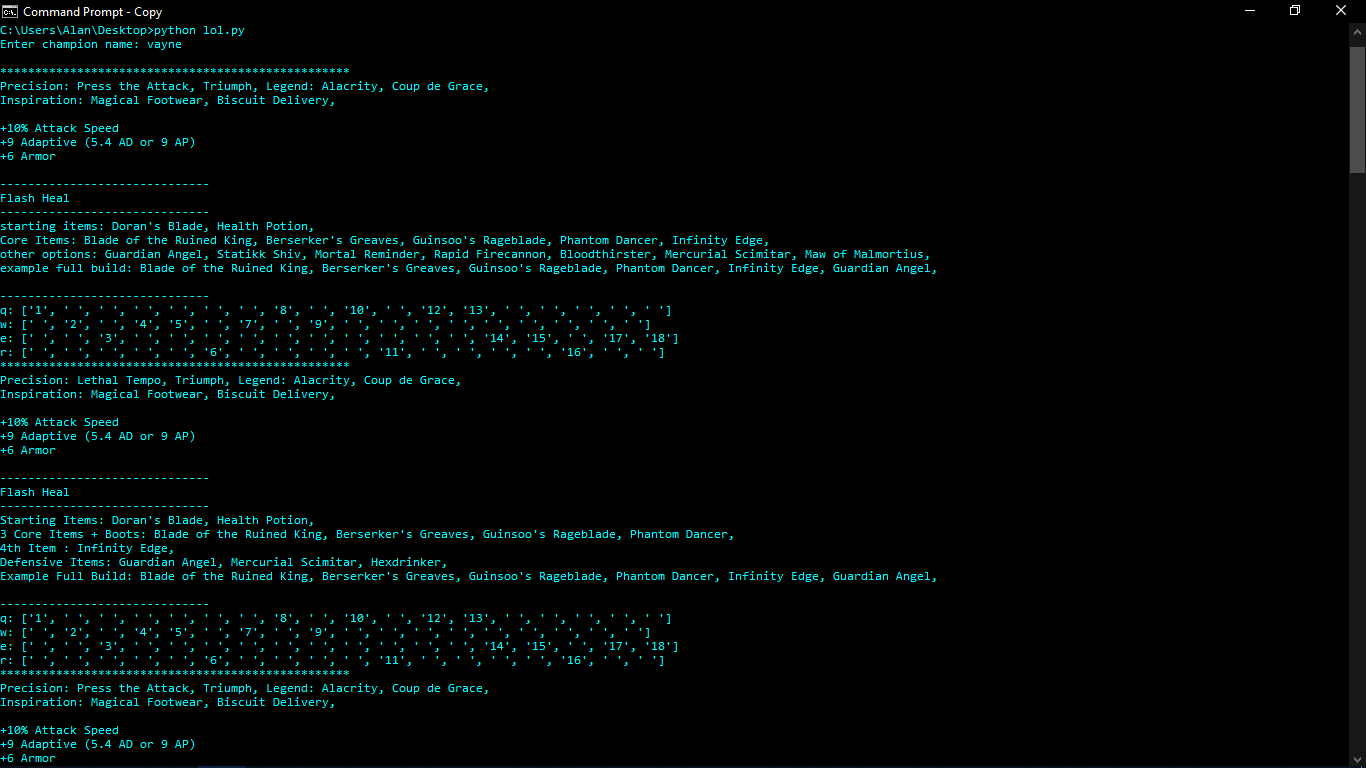 Command Prompt - Copy
C:\Users\Alan\Desktop>python lol.py
Enter champion name: vayne
**************************************************
Precision: Press the Attack, Triumph, Legend: Alacrity, Coup de Grace,
Inspiration: Magical Footwear, Biscuit Delivery,
+10% Attack Speed
+9 Adaptive (5.4 AD or 9 AP)
+6 Armor
------------------------------
Flash Heal
------------------------------
starting items: Doran's Blade, Health Potion,
Core Items: Blade of the Ruined King, Berserker's Greaves, Guinsoo's Rageblade, Phantom Dancer, Infinity Edge,
other options: Guardian Angel, Statikk Shiv, Mortal Reminder, Rapid Firecannon, Bloodthirster, Mercurial Scimitar, Maw of Malmortius,
example full build: Blade of the Ruined King, Berserker's Greaves, Guinsoo's Rageblade, Phantom Dancer, Infinity Edge, Guardian Angel,
------------------------------
q: ['1', ' ', ' ', ' ', ' ', ' ', ' ', '8', ' ', '10', ' ', '12', '13', ' ', ' ', ' ', ' ', ' ']
w: [' ', '2', ' ', '4', '5', ' ', '7', ' ', '9', ' ', ' ', ' ', ' ', ' ', ' ', ' ', ' ', ' ']
e: [' ', ' ', '3', ' ', ' ', ' ', ' ', ' ', ' ', ' ', ' ', ' ', ' ', '14', '15', ' ', '17', '18']
r: [' ', ' ', ' ', ' ', ' ', '6', ' ', ' ', ' ', ' ', '11', ' ', ' ', ' ', ' ', '16', ' ', ' ']
**************************************************
Precision: Lethal Tempo, Triumph, Legend: Alacrity, Coup de Grace,
Inspiration: Magical Footwear, Biscuit Delivery,
+10% Attack Speed
+9 Adaptive (5.4 AD or 9 AP)
+6 Armor
------------------------------
Flash Heal
------------------------------
Starting Items: Doran's Blade, Health Potion,
3 Core Items + Boots: Blade of the Ruined King, Berserker's Greaves, Guinsoo's Rageblade, Phantom Dancer,
4th Item : Infinity Edge,
Defensive Items: Guardian Angel, Mercurial Scimitar, Hexdrinker,
Example Full Build: Blade of the Ruined King, Berserker's Greaves, Guinsoo's Rageblade, Phantom Dancer, Infinity Edge, Guardian Angel,
------------------------------
q: ['1', ' ', ' ', ' ', ' ', ' ', ' ', '8', ' ', '10', ' ', '12', '13', ' ', ' ', ' ', ' ', ' ']
w: [' ', '2', ' ', '4', '5', ' ', '7', ' ', '9', ' ', ' ', ' ', ' ', ' ', ' ', ' ', ' ', ' ']
e: [' ', ' ', '3', ' ', ' ', ' ', ' ', ' ', ' ', ' ', ' ', ' ', ' ', '14', '15', ' ', '17', '18']
r: [' ', ' ', ' ', ' ', ' ', '6', ' ', ' ', ' ', ' ', '11', ' ', ' ', ' ', ' ', '16', ' ', ' ']
**************************************************
Precision: Press the Attack, Triumph, Legend: Alacrity, Coup de Grace,
Inspiration: Magical Footwear, Biscuit Delivery,
+10% Attack Speed
+9 Adaptive (5.4 AD or 9 AP)
+6 Armor